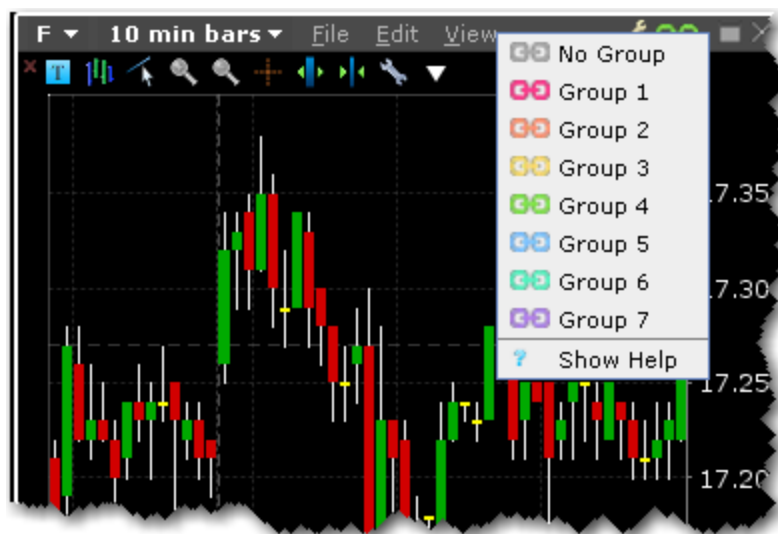 F 10 min bars File Edit View
T
No Group
Group 1
Group 2
Group 3
Group 4
Group 5
Group 6
Group 7
? Show Help
7.35
7.30
17.25
17.20